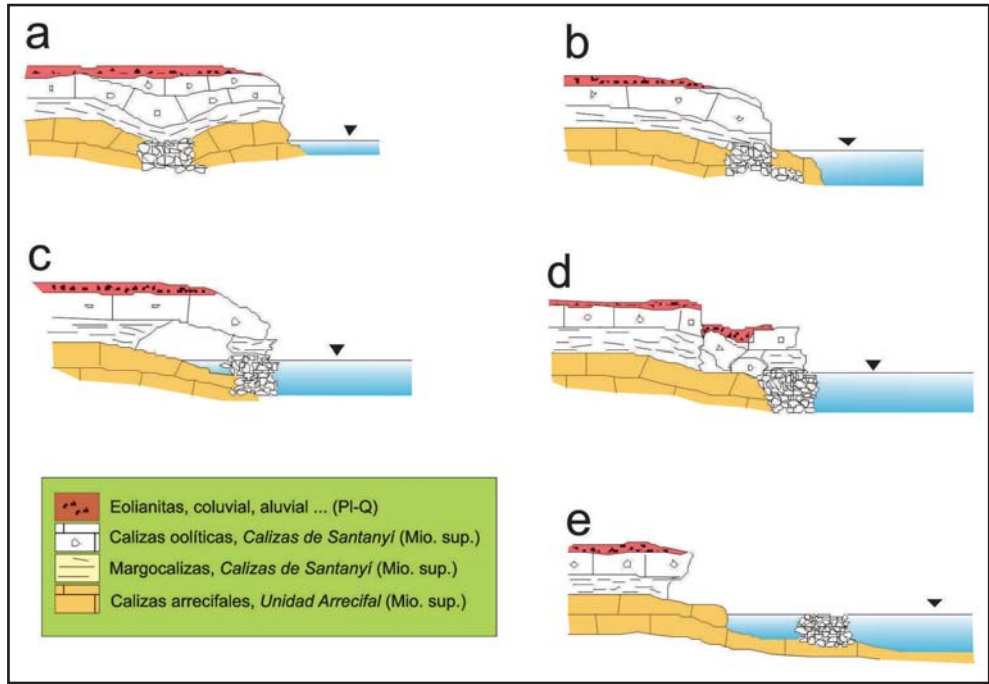 a
b
c
d
Eolianitas, coluvial, aluvial ... (Pl-Q)
Calizas oolíticas, Calizas de Santanyí (Mio. sup.)
Margocalizas, Calizas de Santanyí (Mio. sup.)
Calizas arrecifales, Unidad Arrecifal (Mio. sup.)
e